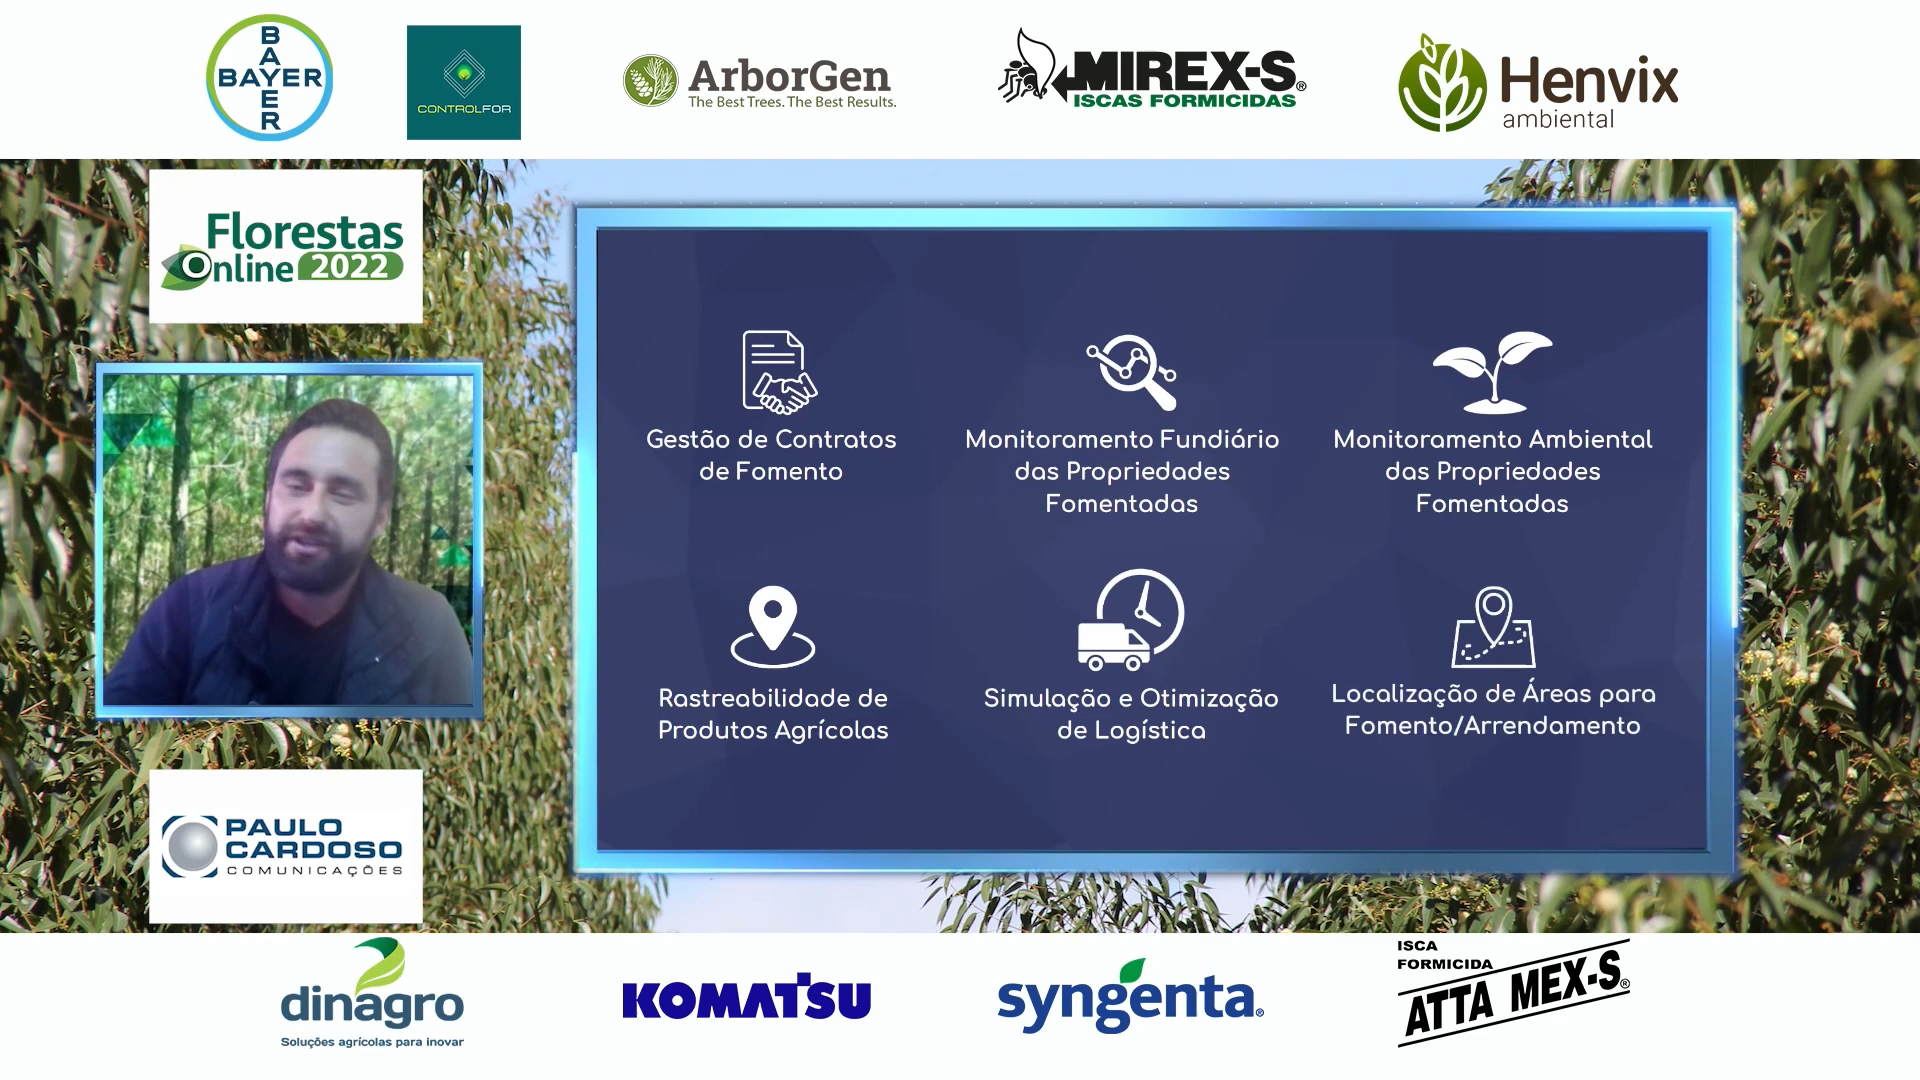 BAYER
BAYER
CONTROLFOR
ArborGen
The Best Trees. The Best Results.
MIREX-S®
ISCAS FORMICIDAS
Henvix
ambiental
Florestas
Online 2022
Gestão de Contratos
de Fomento
Monitoramento Fundiário
das Propriedades
Fomentadas
Monitoramento Ambiental
das Propriedades
Fomentadas
Rastreabilidade de
Produtos Agrícolas
Simulação e Otimização
de Logística
Localização de Áreas para
Fomento/Arrendamento
PAULO
CARDOSO
COMUNICAÇÕES
dinagro
Soluções agrícolas para inovar
KOMATSU
syngenta®
ISCA
FORMICIDA
ATTA MEX-S®